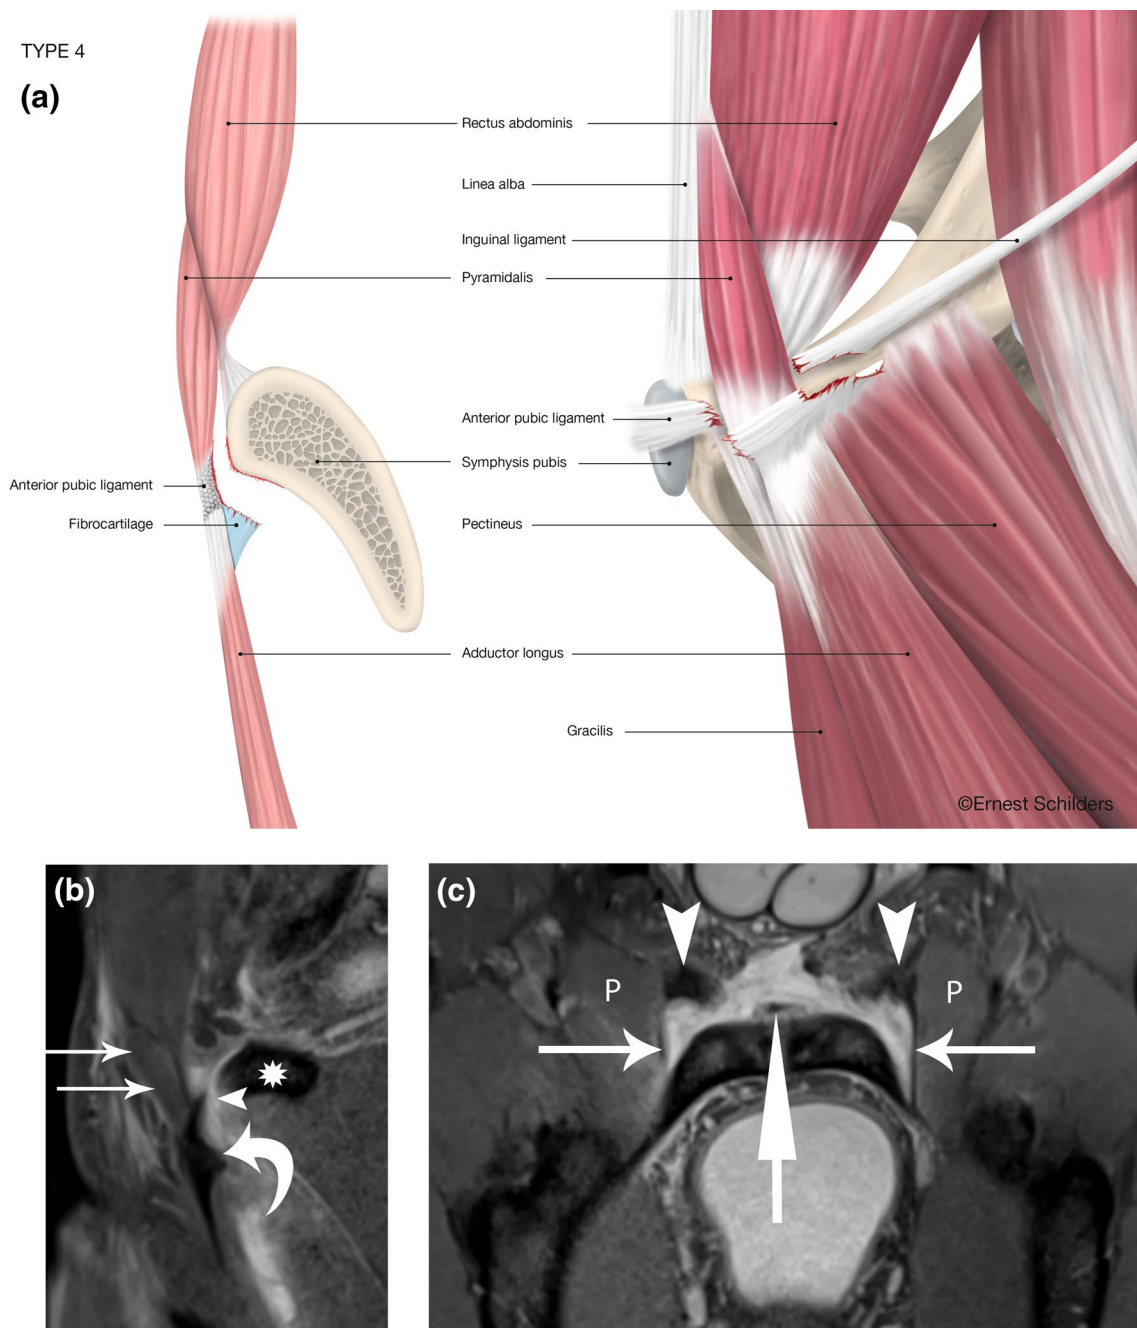 TYPE 4
(a)
Rectus abdominis
Linea alba
Inguinal ligament
Pyramidalis
Anterior pubic ligament
Symphysis pubis
Anterior pubic ligament
Fibrocartilage
Pectineus
Adductor longus
Gracilis
©Ernest Schilders
(b)
(c)
P
P